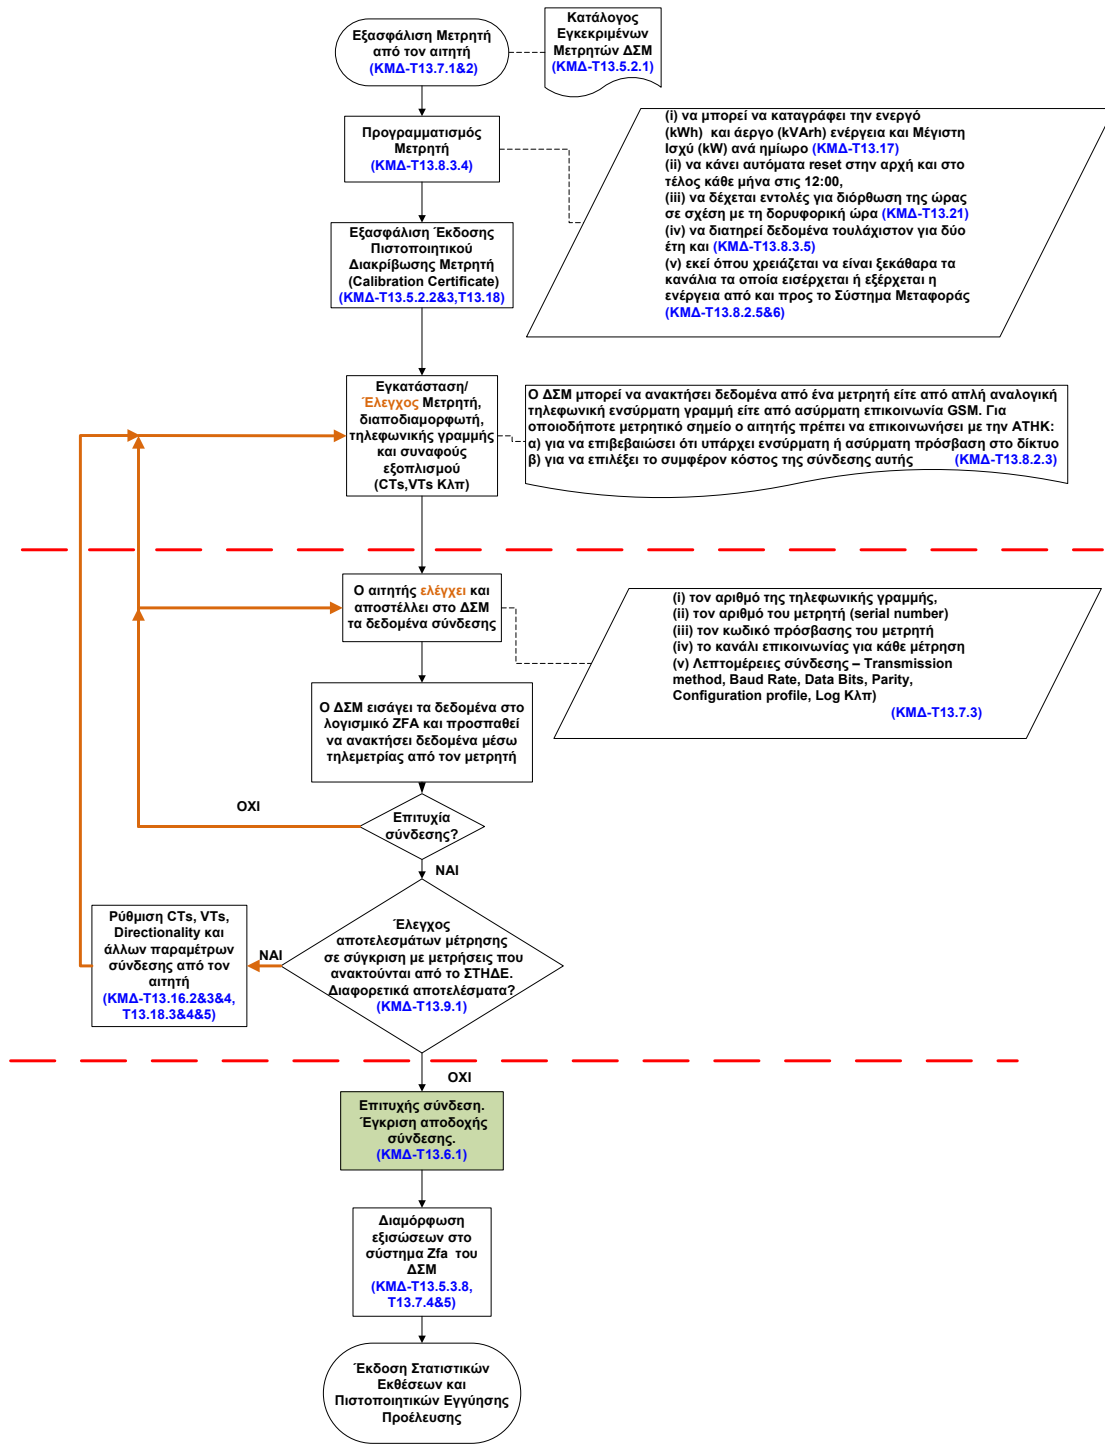 Εξασφάλιση Μετρητή
από τον αιτητή
(ΚΜΔ-Τ13.7.1&2)
Κατάλογος
Εγκεκριμένων
Μετρητών ΔΣΜ
(ΚΜΔ-Τ13.5.2.1)
Προγραμματισμός
Μετρητή
(ΚΜΔ-Τ13.8.3.4)
(i) να μπορεί να καταγράφει την ενεργό
(kWh) και άεργο (kVArh) ενέργεια και Μέγιστη
Ισχύ (kW) ανά ημίωρο (ΚΜΔ-Τ13.17)
(ii) να κάνει αυτόματα reset στην αρχή και στο
τέλος κάθε μήνα στις 12:00,
(iii) να δέχεται εντολές για διόρθωση της ώρας
σε σχέση με τη δορυφορική ώρα (ΚΜΔ-Τ13.21)
(iv) να διατηρεί δεδομένα τουλάχιστον για δύο
έτη και (ΚΜΔ-Τ13.8.3.5)
(v) εκεί όπου χρειάζεται να είναι ξεκάθαρα τα
κανάλια τα οποία εισέρχεται ή εξέρχεται η
ενέργεια από και προς το Σύστημα Μεταφοράς
(ΚΜΔ-Τ13.8.2.5&6)
Εξασφάλιση Έκδοσης
Πιστοποιητικού
Διακρίβωσης Μετρητή
(Calibration Certificate)
(ΚΜΔ-Τ13.5.2.2&3,Τ13.18)
Εγκατάσταση/
Έλεγχος Μετρητή,
διαποδιαμορφωτή,
τηλεφωνικής γραμμής
και συναφούς
εξοπλισμού
(CTs,VTs Κλπ)
Ο ΔΣΜ μπορεί να ανακτήσει δεδομένα από ένα μετρητή είτε από απλή αναλογική
τηλεφωνική ενσύρματη γραμμή είτε από ασύρματη επικοινωνία GSM. Για
οποιοδήποτε μετρητικό σημείο ο αιτητής πρέπει να επικοινωνήσει με την ΑΤΗΚ:
α) για να επιβεβαιώσει ότι υπάρχει ενσύρματη ή ασύρματη πρόσβαση στο δίκτυο
β) για να επιλέξει το συμφέρον κόστος της σύνδεσης αυτής (ΚΜΔ-Τ13.8.2.3)
Ο αιτητής ελέγχει και
αποστέλλει στο ΔΣΜ
τα δεδομένα σύνδεσης
(i) τον αριθμό της τηλεφωνικής γραμμής,
(ii) τον αριθμό του μετρητή (serial number)
(iii) τον κωδικό πρόσβασης του μετρητή
(iv) το κανάλι επικοινωνίας για κάθε μέτρηση
(v) Λεπτομέρειες σύνδεσης – Transmission
method, Baud Rate, Data Bits, Parity,
Configuration profile, Log Κλπ)
(ΚΜΔ-Τ13.7.3)
Ο ΔΣΜ εισάγει τα δεδομένα στο
λογισμικό ZFA και προσπαθεί
να ανακτήσει δεδομένα μέσω
τηλεμετρίας από τον μετρητή
ΟΧΙ
Επιτυχία
σύνδεσης?
ΝΑΙ
Ρύθμιση CTs, VTs,
Directionality και
άλλων παραμέτρων
σύνδεσης από τον
αιτητή
(ΚΜΔ-Τ13.16.2&3&4,
Τ13.18.3&4&5)
ΝΑΙ
Έλεγχος
αποτελεσμάτων μέτρησης
σε σύγκριση με μετρήσεις που
ανακτούνται από το ΣΤΗΔΕ.
Διαφορετικά αποτελέσματα?
(ΚΜΔ-Τ13.9.1)
ΟΧΙ
Επιτυχής σύνδεση.
Έγκριση αποδοχής
σύνδεσης.
(ΚΜΔ-Τ13.6.1)
Διαμόρφωση
εξισώσεων στο
σύστημα Zfa του
ΔΣΜ
(ΚΜΔ-Τ13.5.3.8,
Τ13.7.4&5)
Έκδοση Στατιστικών
Εκθέσεων και
Πιστοποιητικών Εγγύησης
Προέλευσης